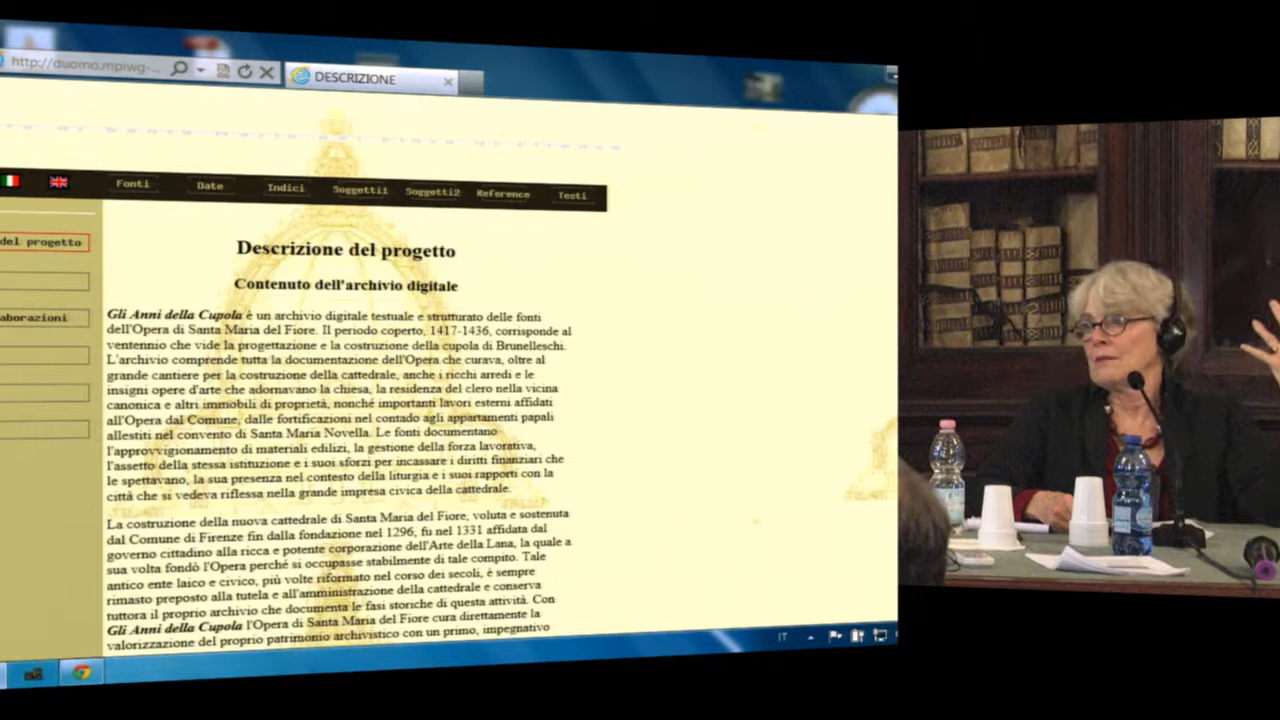 http://duomo.mpiwg-...
DESCRIZIONE
Fonti Date Indici Soggetti1 Soggetti2 Reference Testi
del progetto
aborazioni
Descrizione del progetto
Contenuto dell'archivio digitale
Gli Anni della Cupola è un archivio digitale testuale e strutturato delle fonti
dell'Opera di Santa Maria del Fiore. Il periodo coperto, 1417-1436, corrisponde al
ventennio che vide la progettazione e la costruzione della cupola di Brunelleschi.
L'archivio comprende tutta la documentazione dell'Opera che curava, oltre al
grande cantiere per la costruzione della cattedrale, anche i ricchi arredi e le
insigni opere d'arte che adornavano la chiesa, la residenza del clero nella vicina
canonica e altri immobili di proprietà, nonché importanti lavori esterni affidati
all'Opera dal Comune, dalle fortificazioni nel contado agli appartamenti papali
allestiti nel convento di Santa Maria Novella. Le fonti documentano
l'approvvigionamento di materiali edilizi, la gestione della forza lavorativa,
l'assetto della stessa istituzione e i suoi sforzi per incassare i diritti finanziari che
le spettavano, la sua presenza nel contesto della liturgia e i suoi rapporti con la
città che si vedeva riflessa nella grande impresa civica della cattedrale.
La costruzione della nuova cattedrale di Santa Maria del Fiore, voluta e sostenuta
dal Comune di Firenze fin dalla fondazione nel 1296, fu nel 1331 affidata dal
governo cittadino alla ricca e potente corporazione dell'Arte della Lana, la quale a
sua volta fondò l'Opera perché si occupasse stabilmente di tale compito. Tale
antico ente laico e civico, più volte riformato nel corso dei secoli, è sempre
rimasto preposto alla tutela e all'amministrazione della cattedrale e conserva
tuttora il proprio archivio che documenta le fasi storiche di questa attività. Con
Gli Anni della Cupola l'Opera di Santa Maria del Fiore cura direttamente la
valorizzazione del proprio patrimonio archivistico con un primo, impegnativo
IT